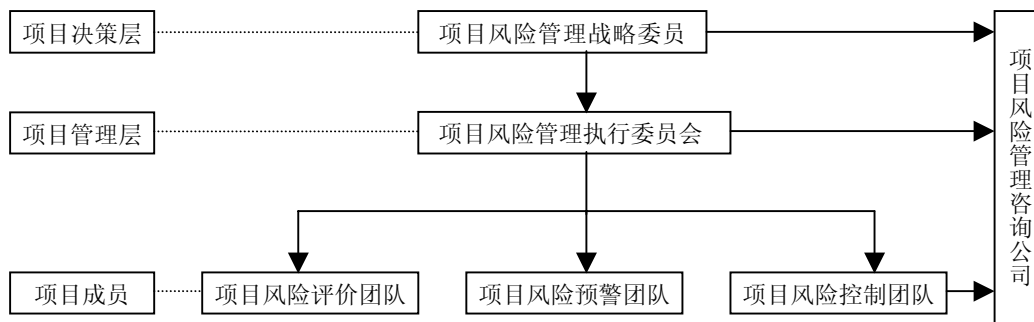 项目决策层
项目风险管理战略委员
项目管理层
项目风险管理执行委员会
项目成员
项目风险评价团队
项目风险预警团队
项目风险控制团队
项目风险管理咨询公司